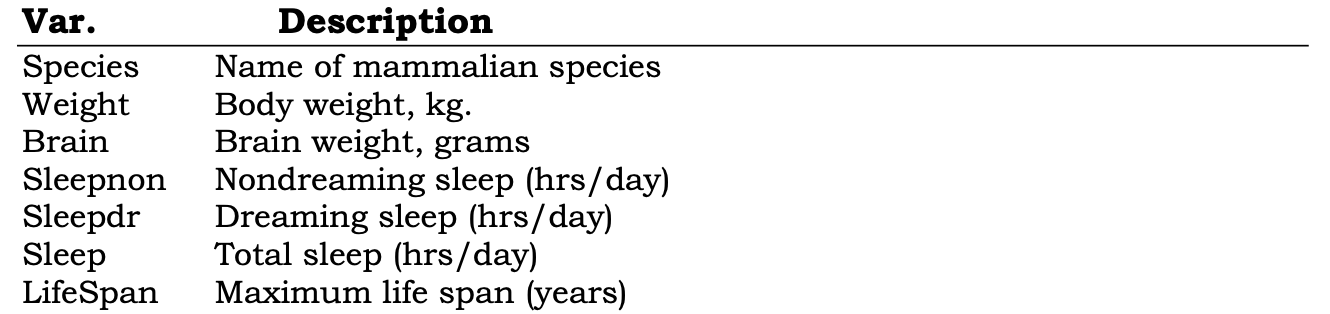 Var. Description
Species Name of mammalian species
Weight Body weight, kg.
Brain Brain weight, grams
Sleepnon Nondreaming sleep (hrs/day)
Sleepdr Dreaming sleep (hrs/day)
Sleep Total sleep (hrs/day)
LifeSpan Maximum life span (years)